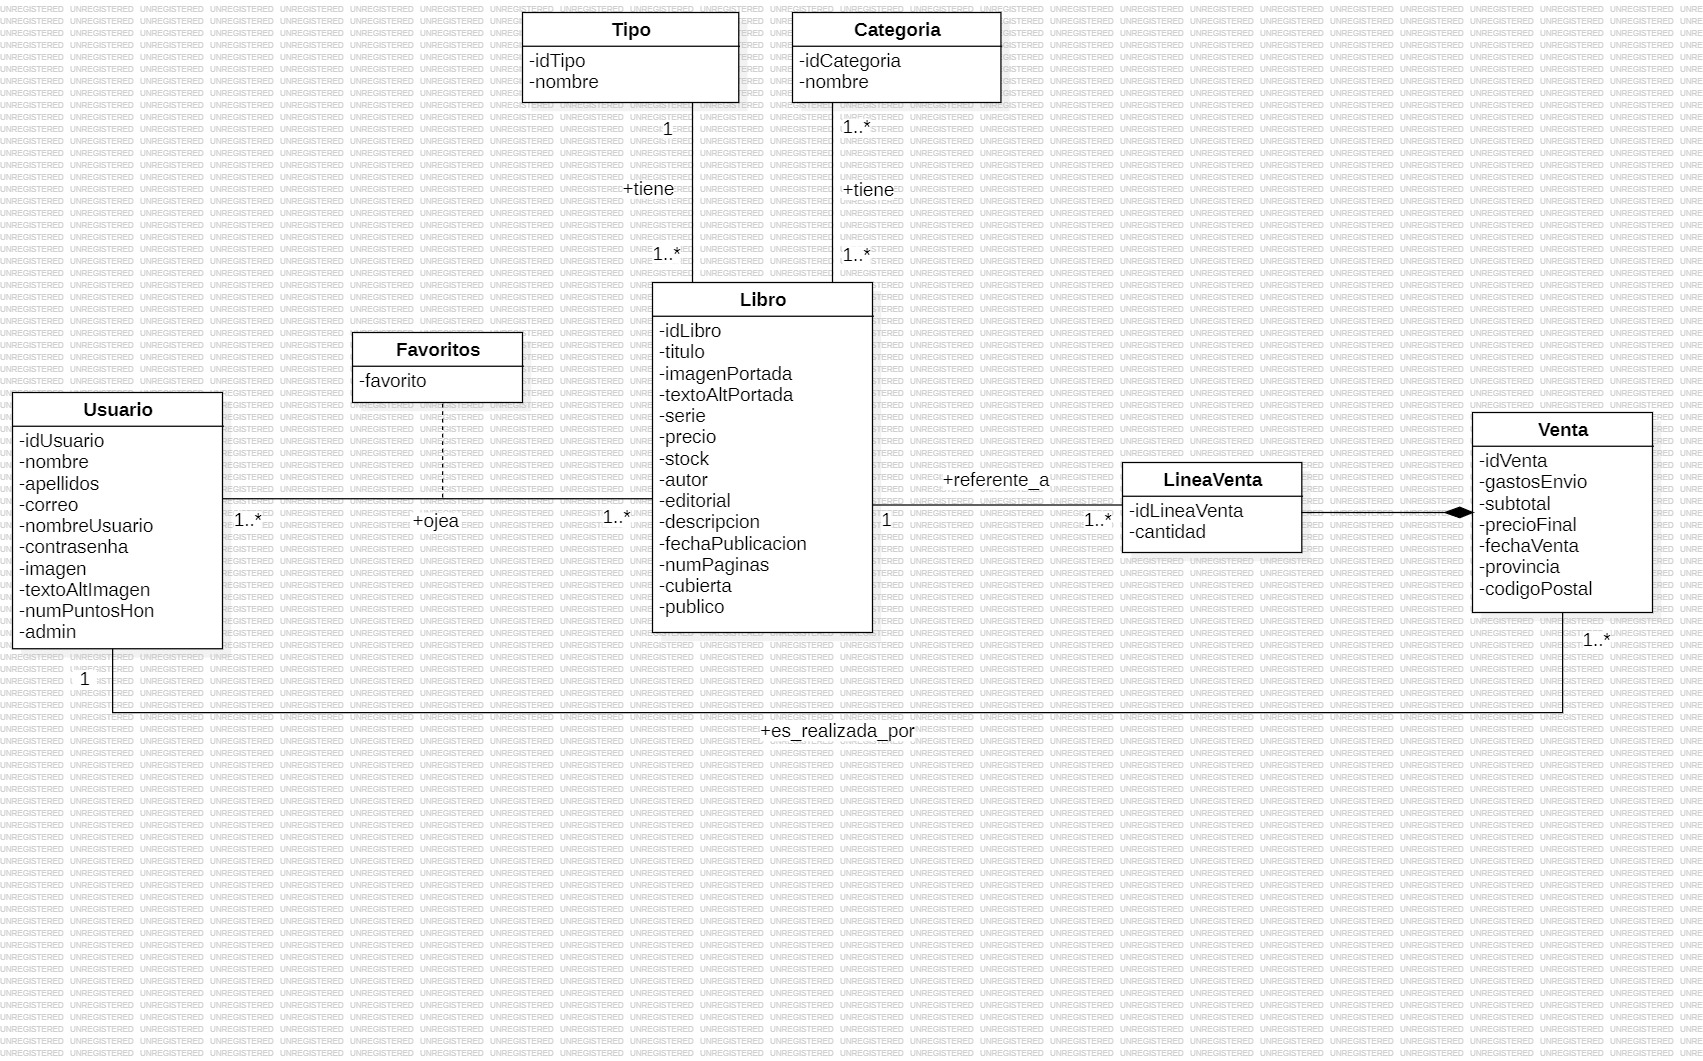 Tipo
-idTipo
-nombre
Categoria
-idCategoria
-nombre
1
1..*
+tiene
+tiene
1..*
1..*
Libro
-idLibro
-titulo
-imagenPortada
-textoAltPortada
-serie
-precio
-stock
-autor
-editorial
-descripcion
-fechaPublicacion
-numPaginas
-cubierta
-publico
Favoritos
-favorito
Usuario
-idUsuario
-nombre
-apellidos
-correo
-nombreUsuario
-contrasenha
-imagen
-textoAltImagen
-numPuntosHon
-admin
1..*
+ojea
1..*
+referente_a
1
1..*
LineaVenta
-idLineaVenta
-cantidad
Venta
-idVenta
-gastosEnvio
-subtotal
-precioFinal
-fechaVenta
-provincia
-codigoPostal
1..*
1
+es_realizada_por
UNREGISTERED